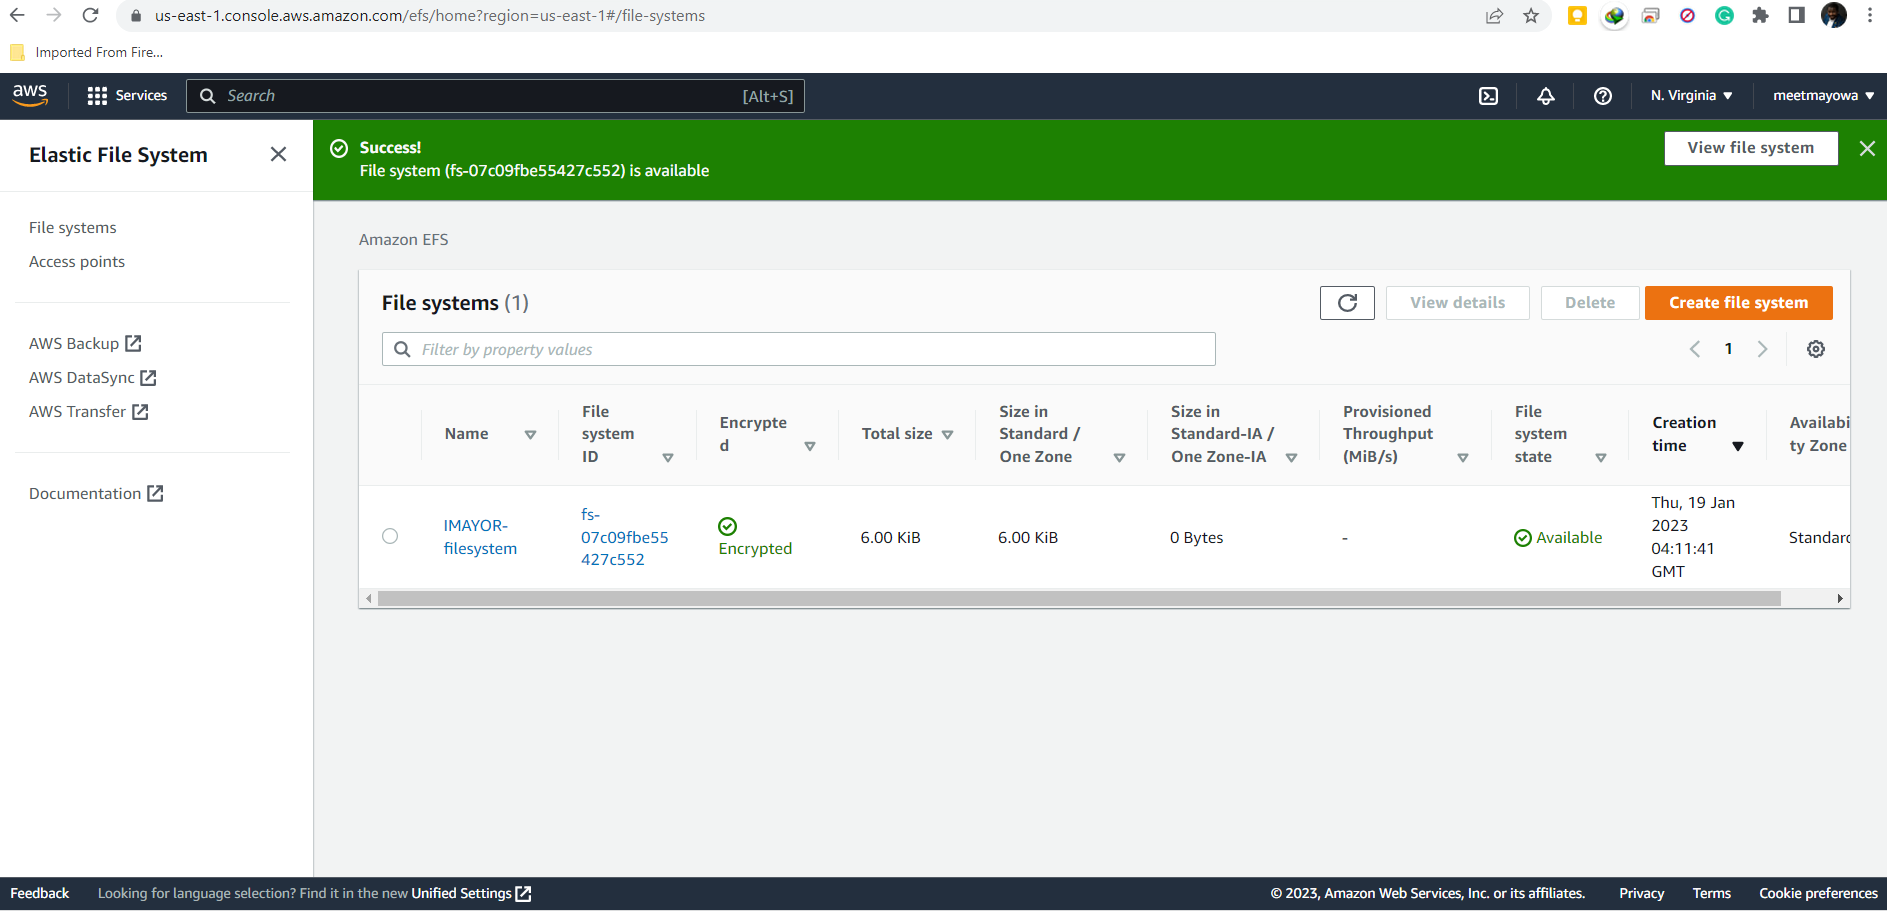 us-east-1.console.aws.amazon.com/efs/home?region=us-east-1#/file-systems
Imported From Fire...
aws
Services
Search
[Alt+S]
N. Virginia
meetmayowa
Elastic File System
File systems
Access points
AWS Backup
AWS DataSync
AWS Transfer
Documentation
Success!
File system (fs-07c09fbe55427c552) is available
View file system
Amazon EFS
File systems (1)
View details
Delete
Create file system
Filter by property values
1
Name
File
system
ID
Encrypte
d
Total size
Size in
Standard /
One Zone
Size in
Standard-IA /
One Zone-IA
Provisioned
Throughput
(MiB/s)
File
system
state
Creation
time
Availabi
ty Zone
IMAYOR-
filesystem
fs-
07c09fbe55
427c552
Encrypted
6.00 KiB
6.00 KiB
0 Bytes
-
Available
Thu, 19 Jan
2023
04:11:41
GMT
Standard
Feedback
Looking for language selection? Find it in the new Unified Settings
© 2023, Amazon Web Services, Inc. or its affiliates.
Privacy
Terms
Cookie preferences